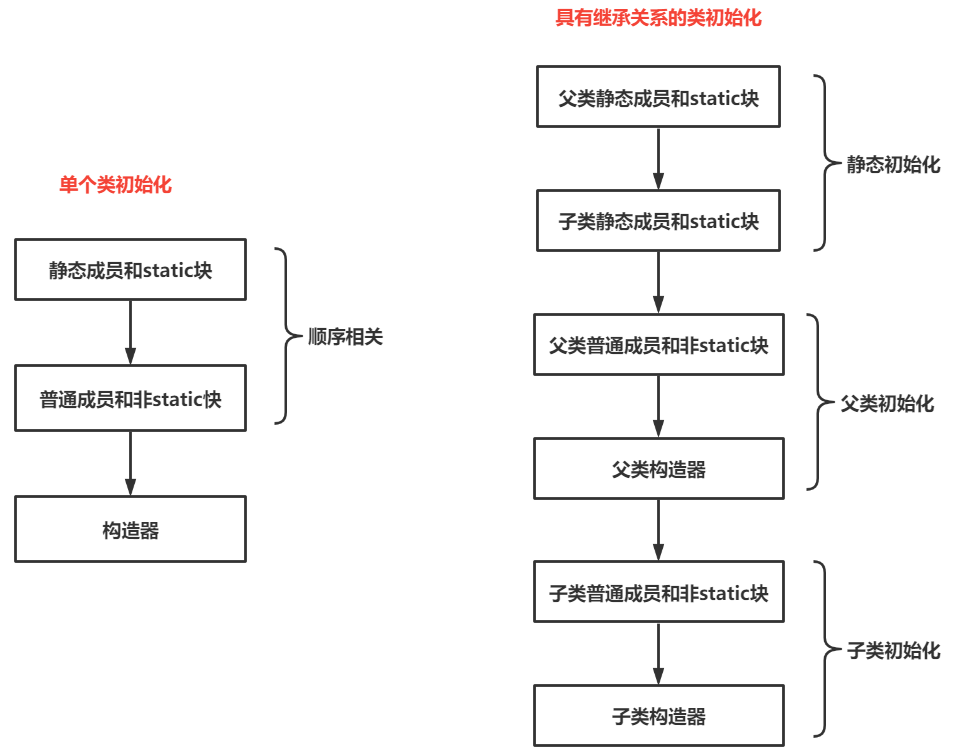 单个类初始化
静态成员和static块
普通成员和非static快
顺序相关
构造器
具有继承关系的类初始化
父类静态成员和static块
子类静态成员和static块
静态初始化
父类普通成员和非static块
父类构造器
父类初始化
子类普通成员和非static块
子类构造器
子类初始化